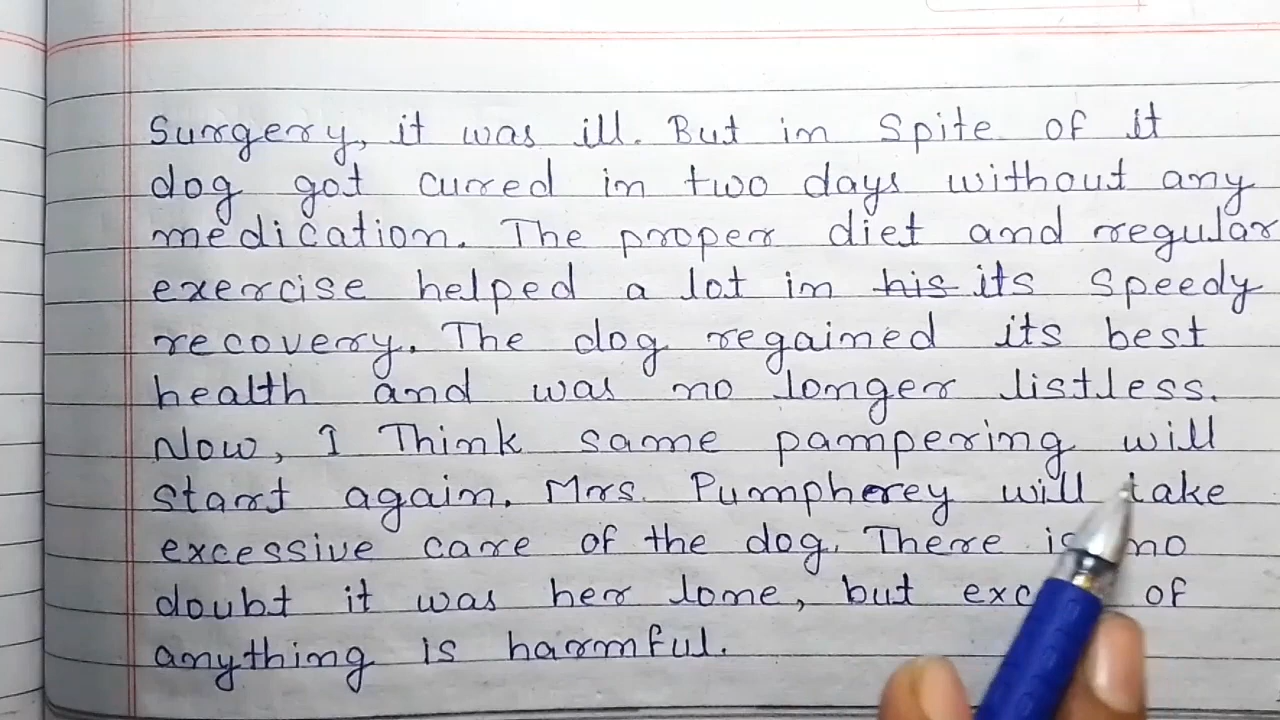 Surgery, it was ill. But in spite of it
dog got cured in two days without any
medication. The proper diet and regular
exercise helped a lot in his its speedy
recovery. The dog regained its best
health and was no longer listless.
Now, I Think same pampering will
start again. Mrs. Pumpherey will take
excessive care of the dog. There is no
doubt it was her lone, but of
anything is harmful.